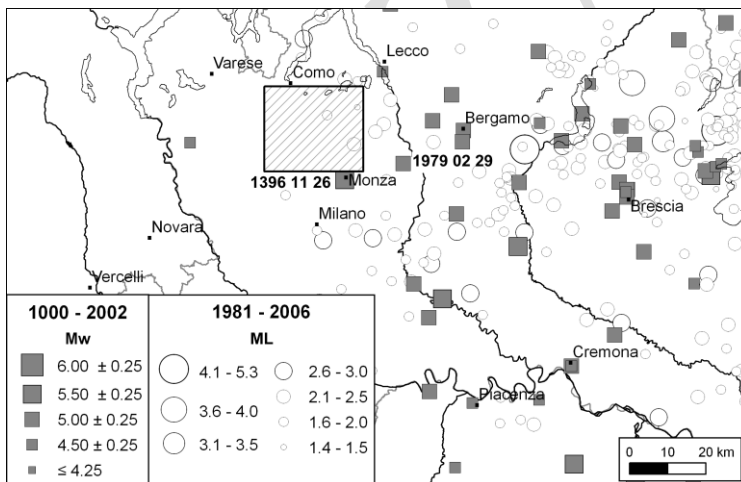 Lecco
Varese
Como
Bergamo
1979 02 29
1396 11 26
Monza
Brescia
Milano
Novara
Vercelli
1000 - 2002
Mw
6.00 ± 0.25
5.50 ± 0.25
5.00 ± 0.25
4.50 ± 0.25
≤ 4.25
1981 - 2006
ML
4.1 - 5.3
3.6 - 4.0
3.1 - 3.5
2.6 - 3.0
2.1 - 2.5
1.6 - 2.0
1.4 - 1.5
Cremona
Piacenza
0 10 20 km